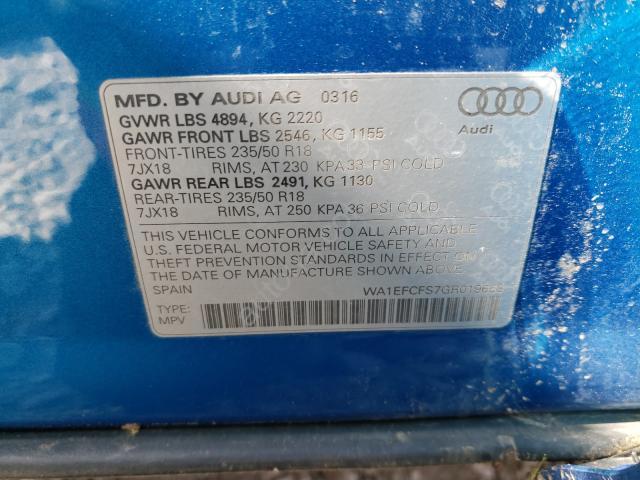 MFD. BY AUDI AG 0316
GVWR LBS 4894, KG 2220
GAWR FRONT LBS 2546, KG 1155
FRONT-TIRES 235/50 R18
7JX18 RIMS, AT 230 KPA 33 PSI COLD
GAWR REAR LBS 2491, KG 1130
REAR-TIRES 235/50 R18
7JX18 RIMS, AT 250 KPA 36 PSI COLD
Audi
THIS VEHICLE CONFORMS TO ALL APPLICABLE
U.S. FEDERAL MOTOR VEHICLE SAFETY AND
THEFT PREVENTION STANDARDS IN EFFECT ON
THE DATE OF MANUFACTURE SHOWN ABOVE.
SPAIN
TYPE:
MPV